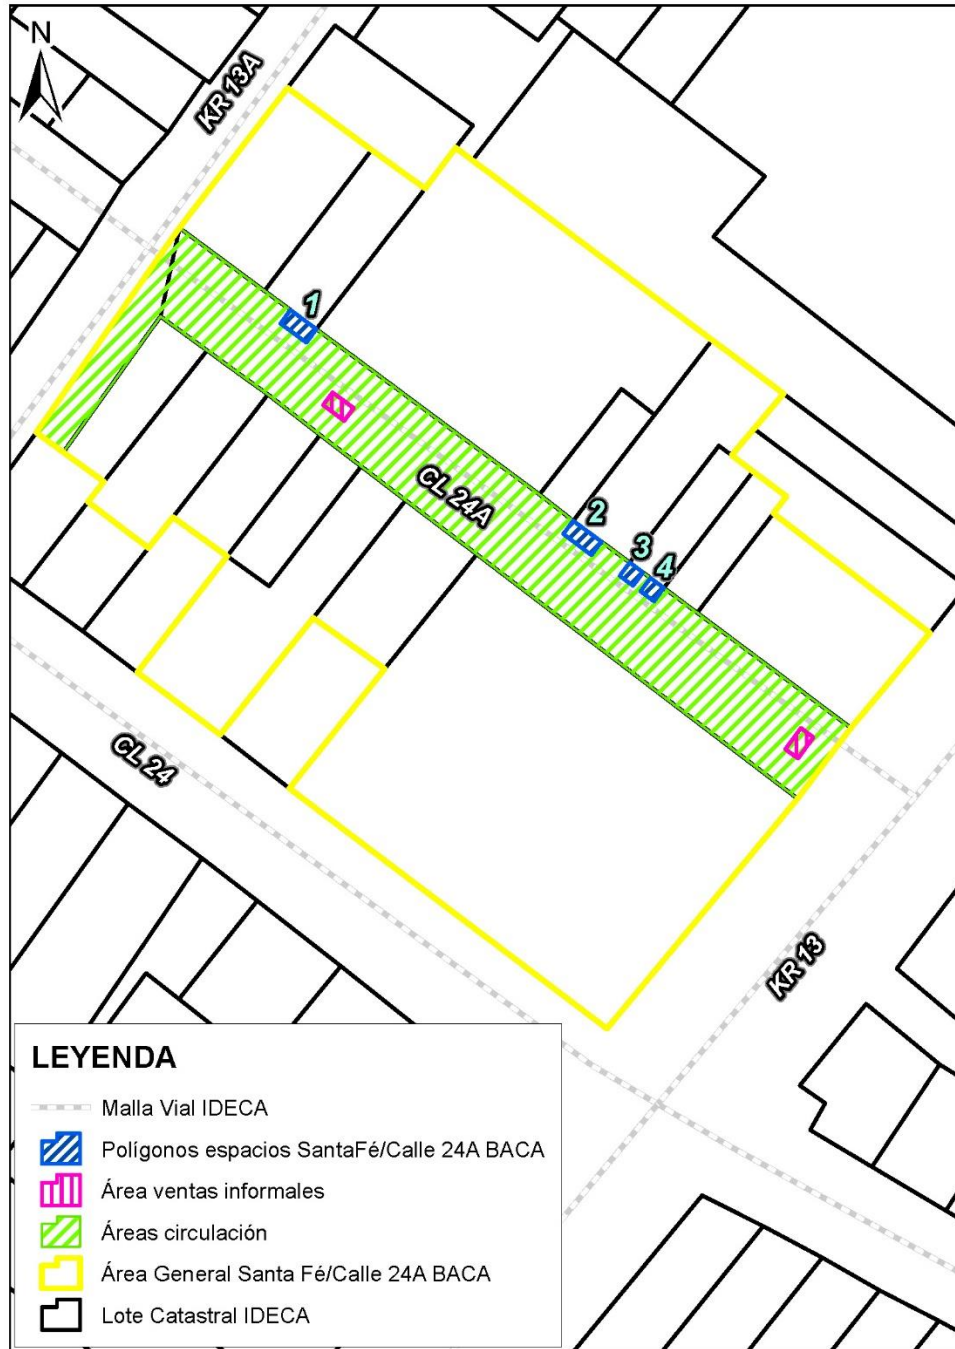 N
KR 13A
1
CL 24A
2
3
4
CL 24
KR 13
LEYENDA
Malla Vial IDECA
Polígonos espacios SantaFé/Calle 24A BACA
Área ventas informales
Áreas circulación
Área General Santa Fé/Calle 24A BACA
Lote Catastral IDECA